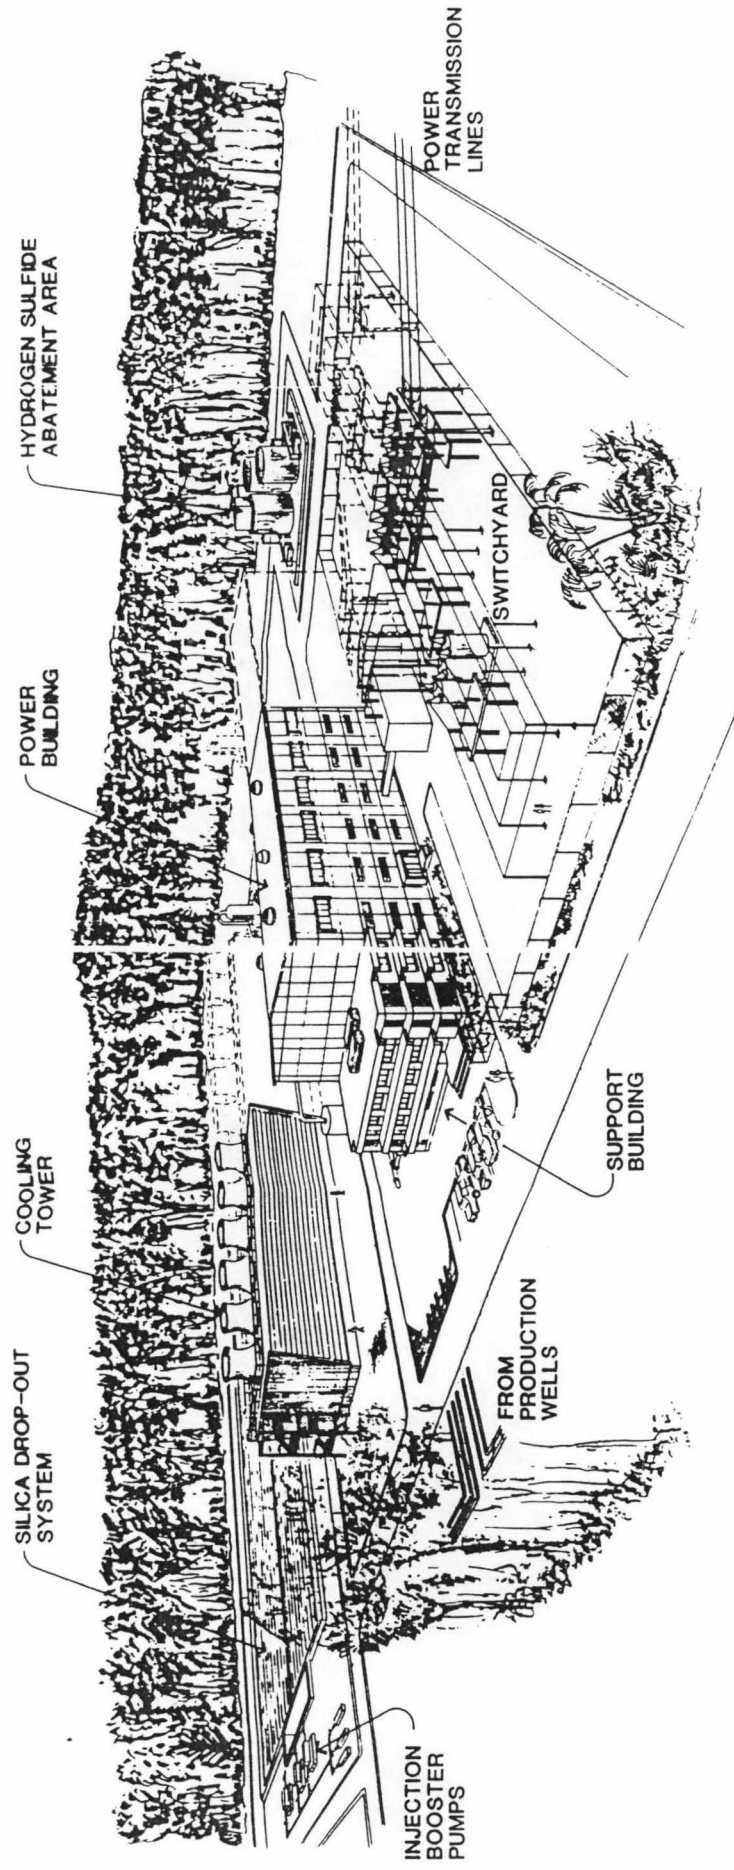 SILICA DROP-OUT
SYSTEM
COOLING
TOWER
POWER
BUILDING
HYDROGEN SULFIDE
ABATEMENT AREA
INJECTION
BOOSTER
PUMPS
FROM
PRODUCTION
WELLS
SUPPORT
BUILDING
SWITCHYARD
POWER
TRANSMISSION
LINES